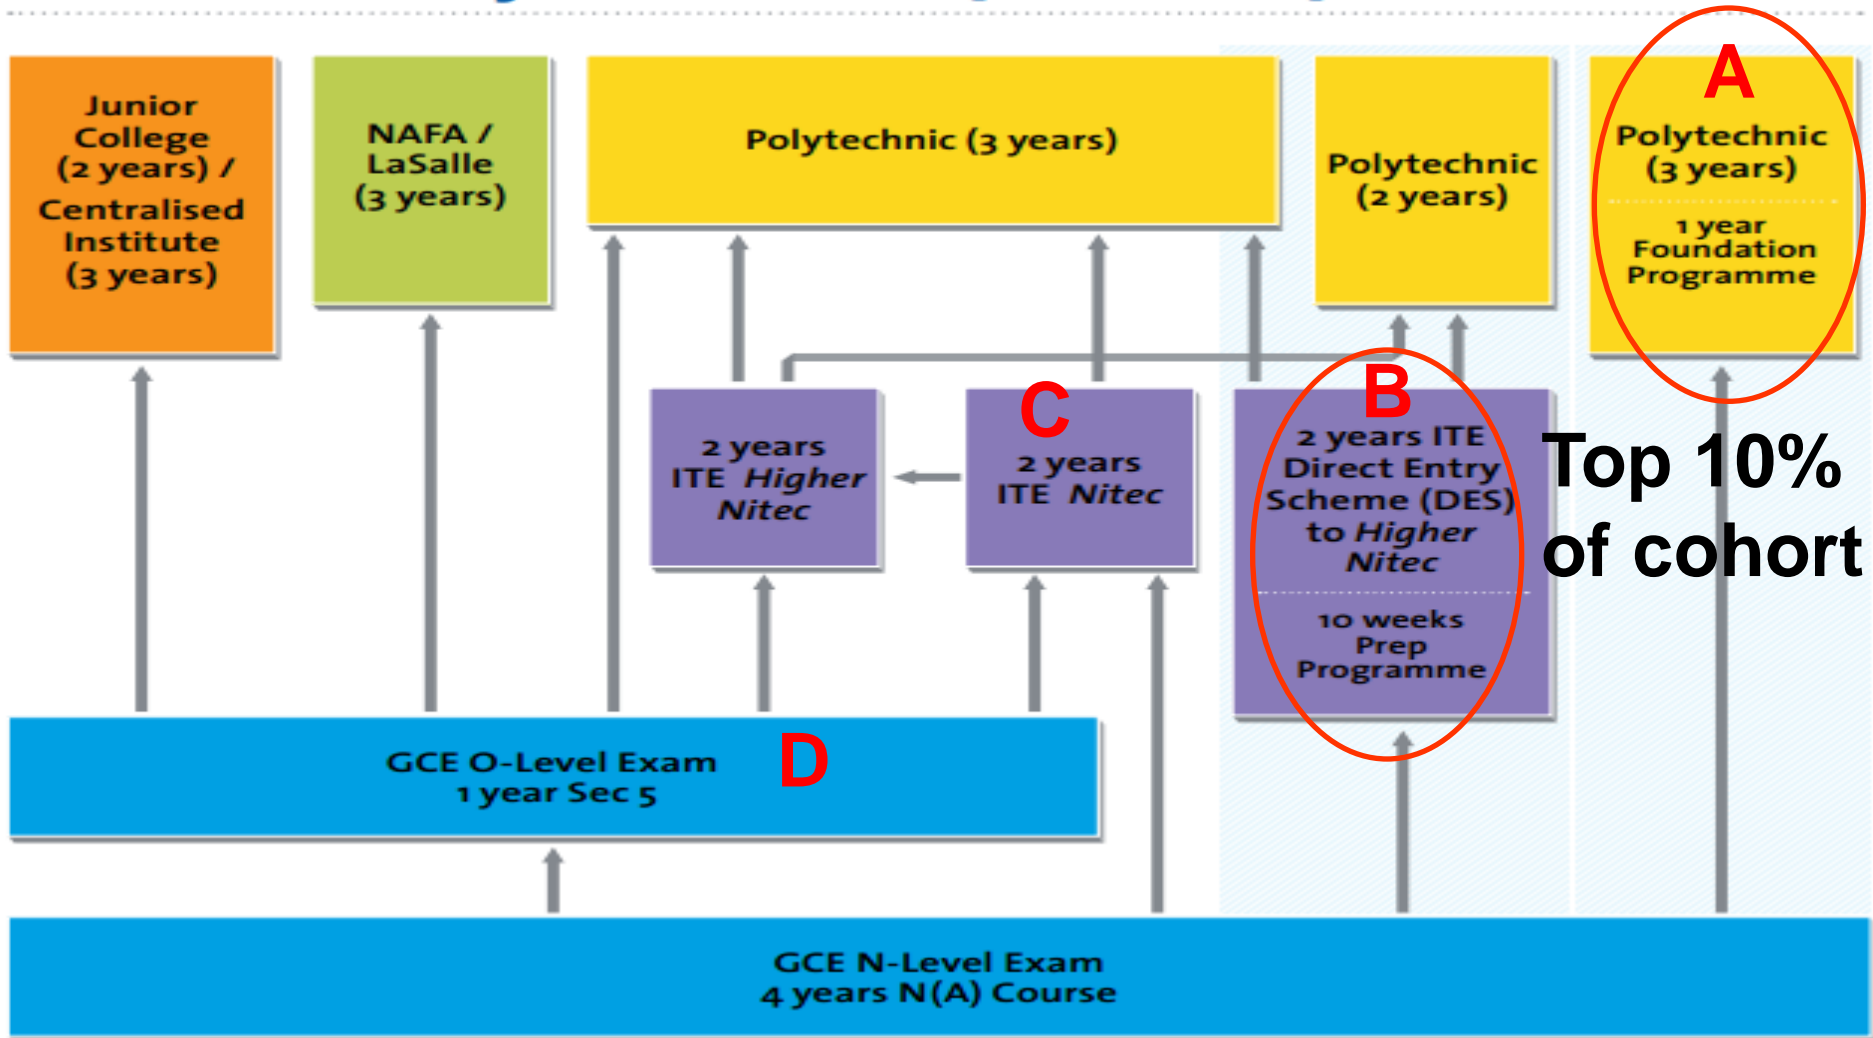 Junior
College
(2 years) /
Centralised
Institute
(3 years)
NAFA /
LaSalle
(3 years)
Polytechnic (3 years)
Polytechnic
(2 years)
A
Polytechnic
(3 years)
1 year
Foundation
Programme
2 years
ITE Higher
Nitec
C
2 years
ITE Nitec
B
2 years ITE
Direct Entry
Scheme (DES)
to Higher
Nitec
10 weeks
Prep
Programme
Top 10%
of cohort
GCE O-Level Exam
1 year Sec 5
D
GCE N-Level Exam
4 years N(A) Course